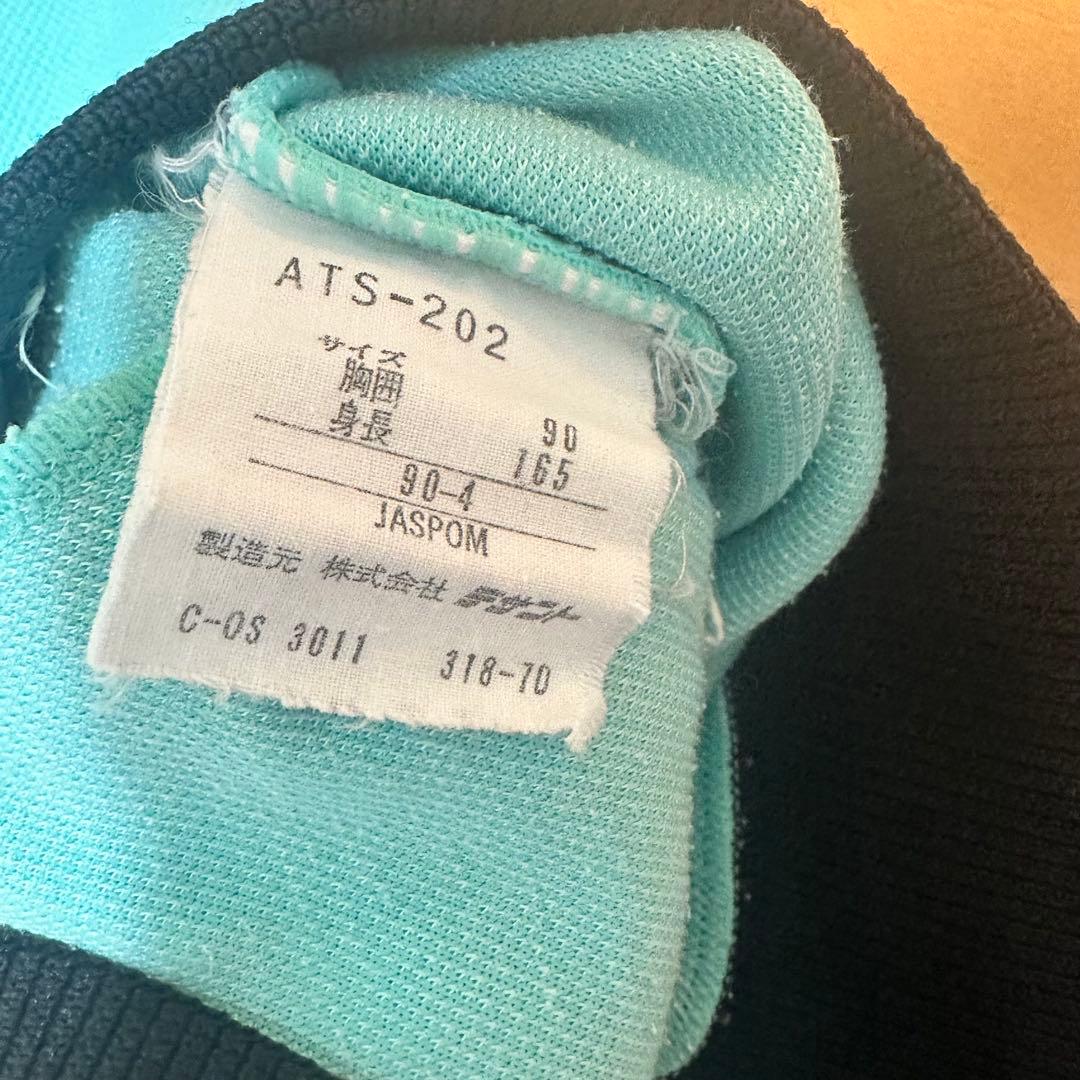 ATS-202
サイズ
胸囲 90
身長 165
90-4
JASPOM
製造元 株式会社 デサント
C-OS 3011 318-70